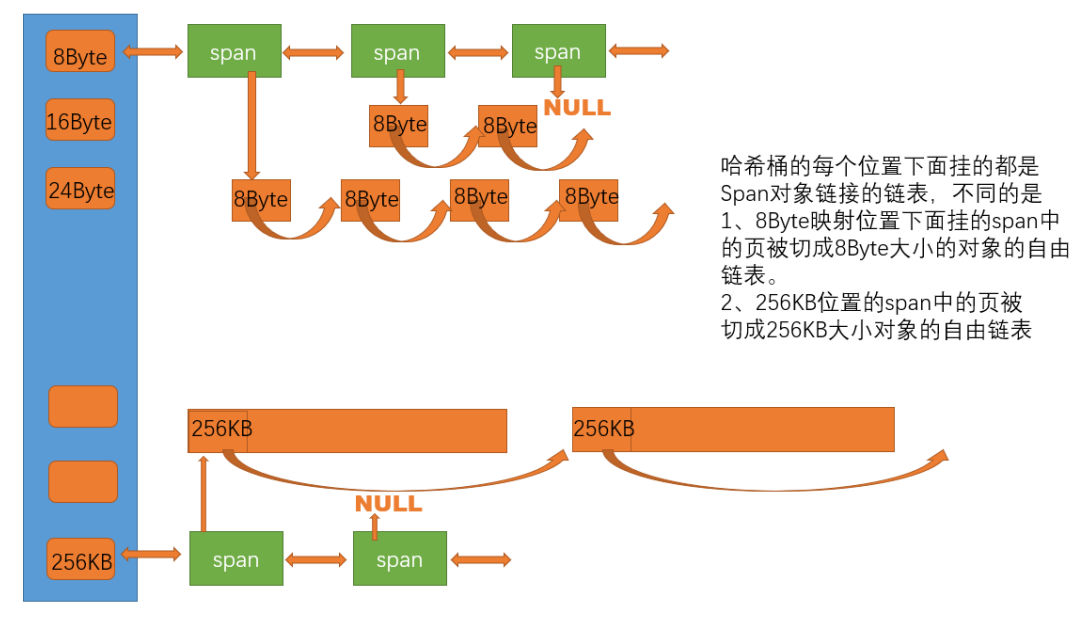 8Byte
span
span
span
NULL
16Byte
8Byte
8Byte
24Byte
8Byte
8Byte
8Byte
8Byte
哈希桶的每个位置下面挂的都是
Span对象链接的链表，不同的是
1、8Byte映射位置下面挂的span中
的页被切成8Byte大小的对象的自由
链表。
2、256KB位置的span中的页被
切成256KB大小对象的自由链表
256KB
256KB
NULL
256KB
span
span